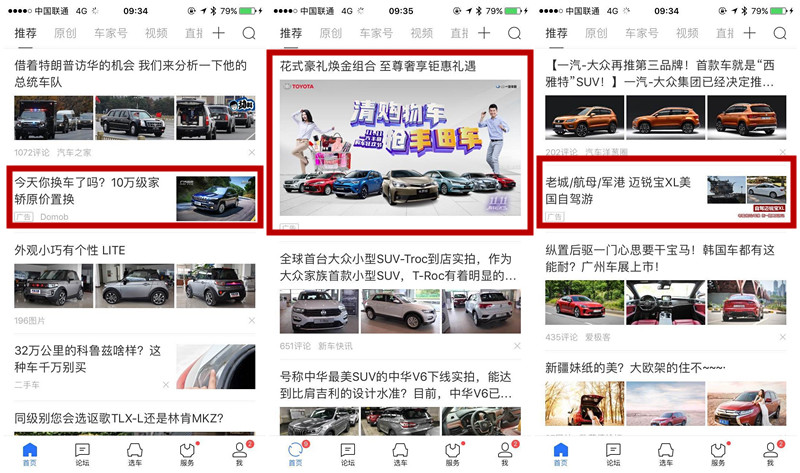 中国联通 4G 09:34 79%
推荐 原创 车家号 视频 直播
借着特朗普访华的机会 我们来分析一下他的
总统车队
1072评论 汽车之家
今天你换车了吗？10万级家
轿原价置换
广告 Domob
外观小巧有个性 LITE
196图片
32万公里的科鲁兹啥样？这
种车千万别买
二手车
同级别您会选讴歌TLX-L还是林肯MKZ?
首页 论坛 选车 服务 我
2
中国联通 4G 09:35 79%
推荐 原创 车家号 视频 直播
花式豪礼焕金组合 至尊奢享钜惠礼遇
TOYOTA
清购物车
抢丰田车
11.11
广告
全球首台大众小型SUV-Troc到店实拍，作为
大众家族首款小型SUV，T-Roc有着明显的...
651评论 新车快讯
号称中华最美SUV的中华V6下线实拍，能达
到比肩吉利的设计水准？目前，中华V6已...
首页 论坛 选车 服务 我
2
中国联通 4G 09:34 79%
推荐 原创 车家号 视频 直播
【一汽-大众再推第三品牌！首款车就是“西
雅特”SUV！】一汽-大众集团已经决定推...
202评论 汽车洋葱圈
老城/航母/军港 迈锐宝XL美
国自驾游
自驾迈锐宝XL
广告
纵置后驱一门心思要干宝马！韩国车都有这
能耐？广州车展上市！
435评论 爱极客
新疆妹纸的美？大欧架的住不~~~·
首页 论坛 选车 服务 我
2